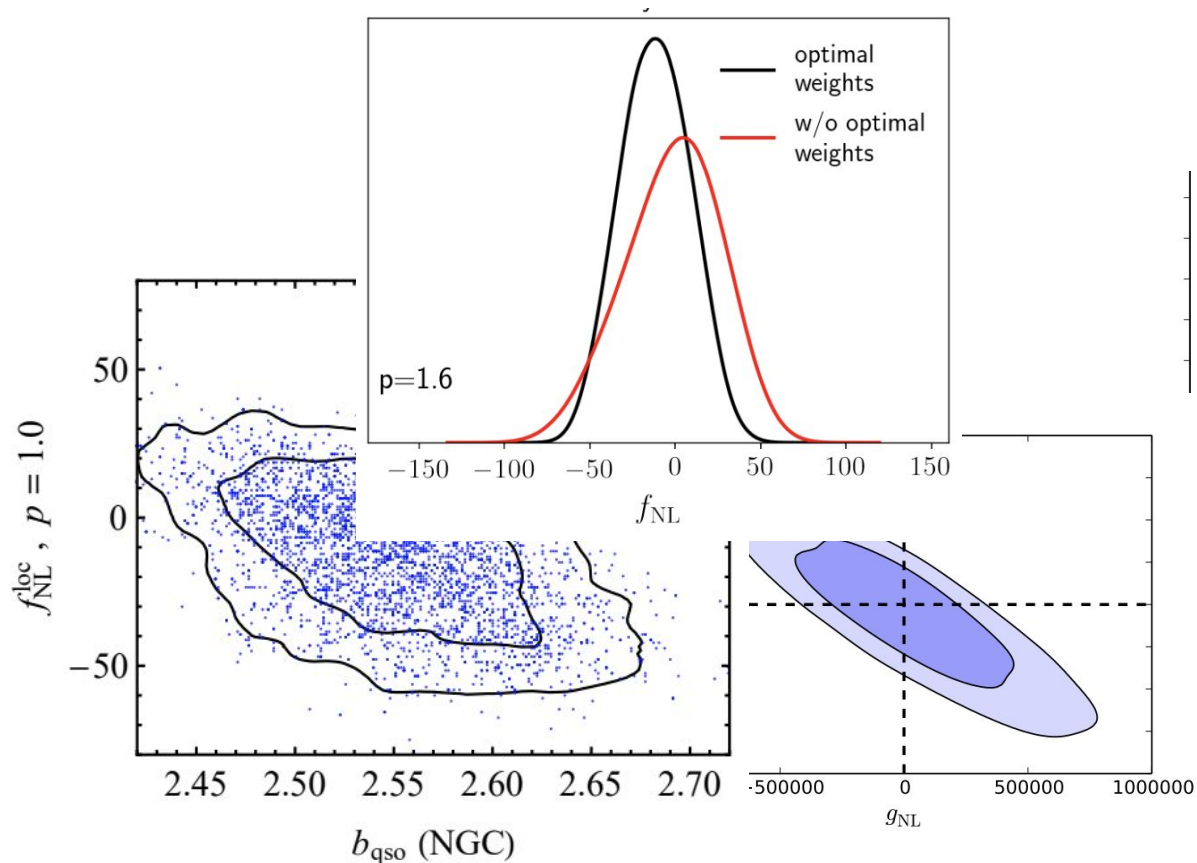 optimal
weights
w/o optimal
weights
p=1.6
−150 −100 −50 0 50 100 150
f_NL
50
0
−50
f_NL^loc , p = 1.0
2.45 2.50 2.55 2.60 2.65 2.70
b_qso (NGC)
-500000 0 500000 1000000
g_NL